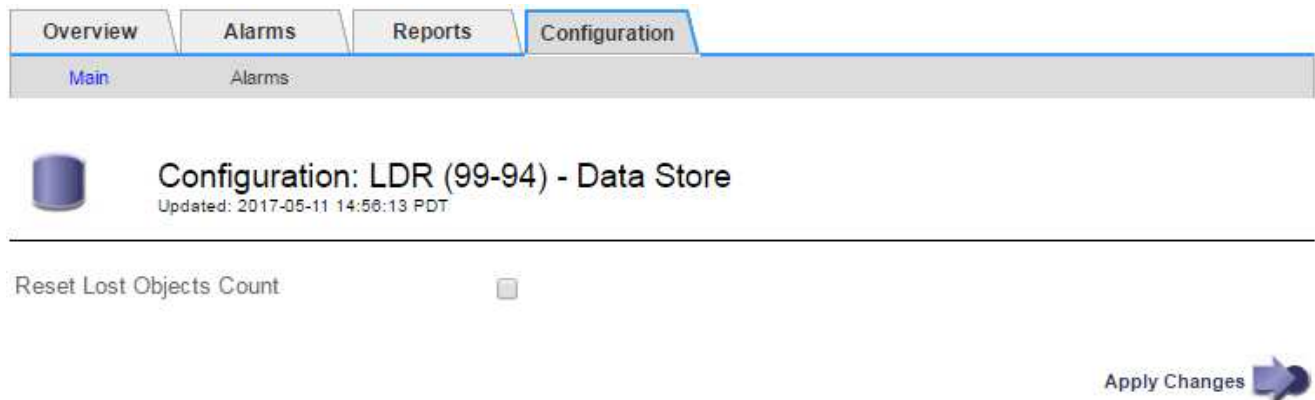 Overview Alarms Reports Configuration
Main Alarms
Configuration: LDR (99-94) - Data Store
Updated: 2017-05-11 14:56:13 PDT
Reset Lost Objects Count
Apply Changes